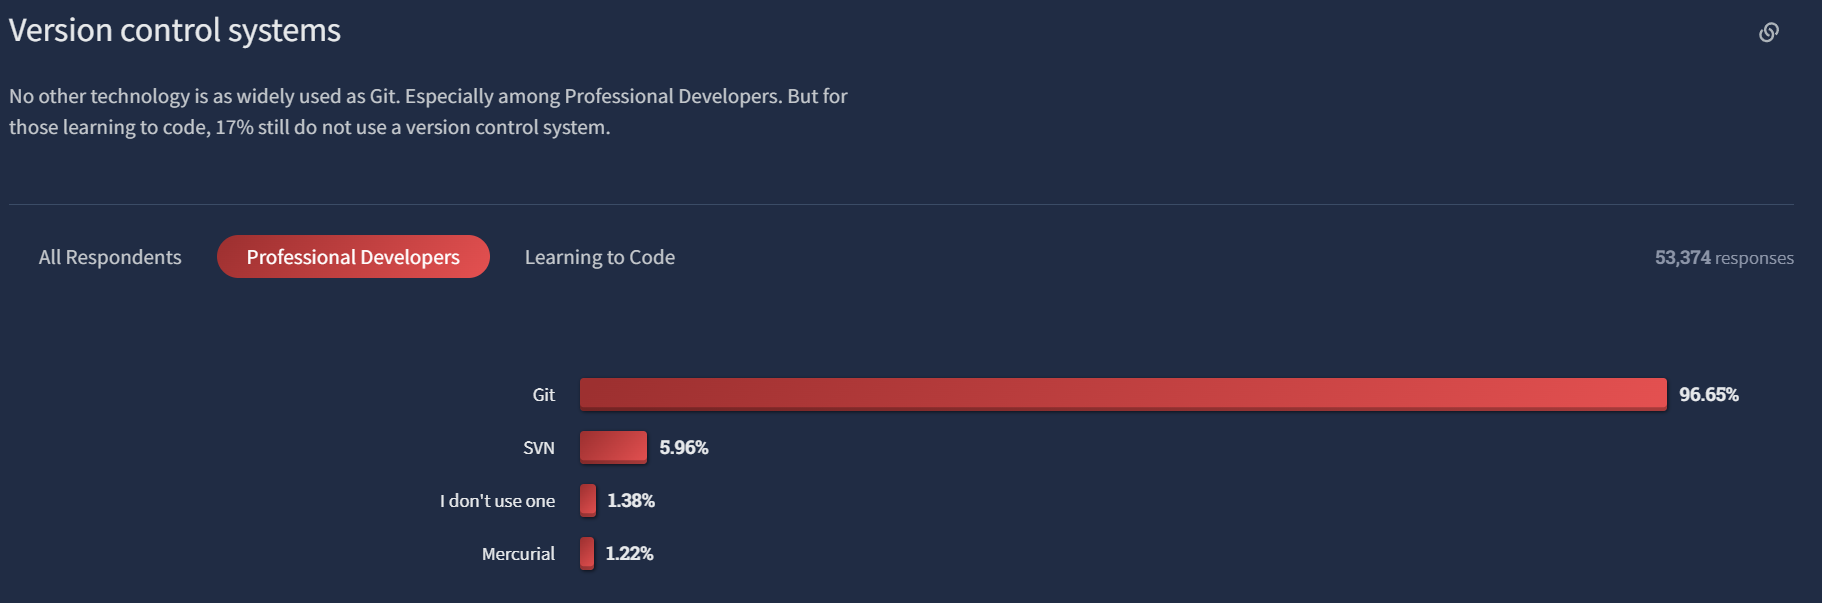 Version control systems
No other technology is as widely used as Git. Especially among Professional Developers. But for
those learning to code, 17% still do not use a version control system.
All Respondents Professional Developers Learning to Code 53,374 responses
Git 96.65%
SVN 5.96%
I don't use one 1.38%
Mercurial 1.22%